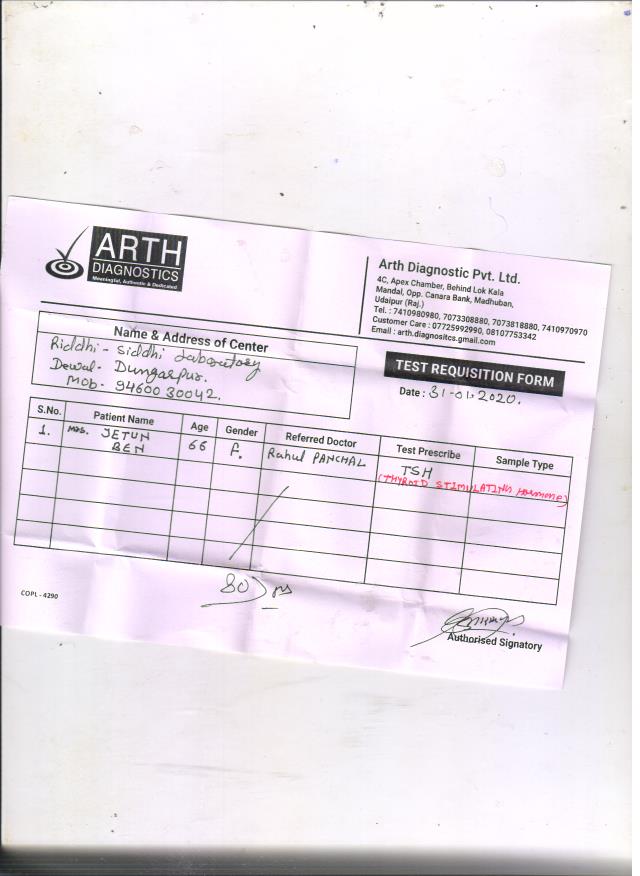 ARTH
DIAGNOSTICS
Meaningful, Authentic & Dedicated
Arth Diagnostic Pvt. Ltd.
4C, Apex Chamber, Behind Lok Kala
Mandal, Opp. Canara Bank, Madhuban,
Udaipur (Raj.)
Tel. : 7410980980, 7073308880, 7073818880, 7410970970
Customer Care : 07725992990, 08107753342
Email : arth.diagnositcs.gmail.com
Name & Address of Center
Riddhi - Siddhi Laboratory
Dewal - Dungarpur.
Mob - 9460030042.
TEST REQUISITION FORM
Date : 31-01-2020.
S.No. Patient Name Age Gender Referred Doctor Test Prescribe Sample Type
1. Mrs. JETUN BEN 66 F. Rahul PANCHAL TSH
(THYROID STIMULATING Hormone)
COPL - 4290
Authorised Signatory